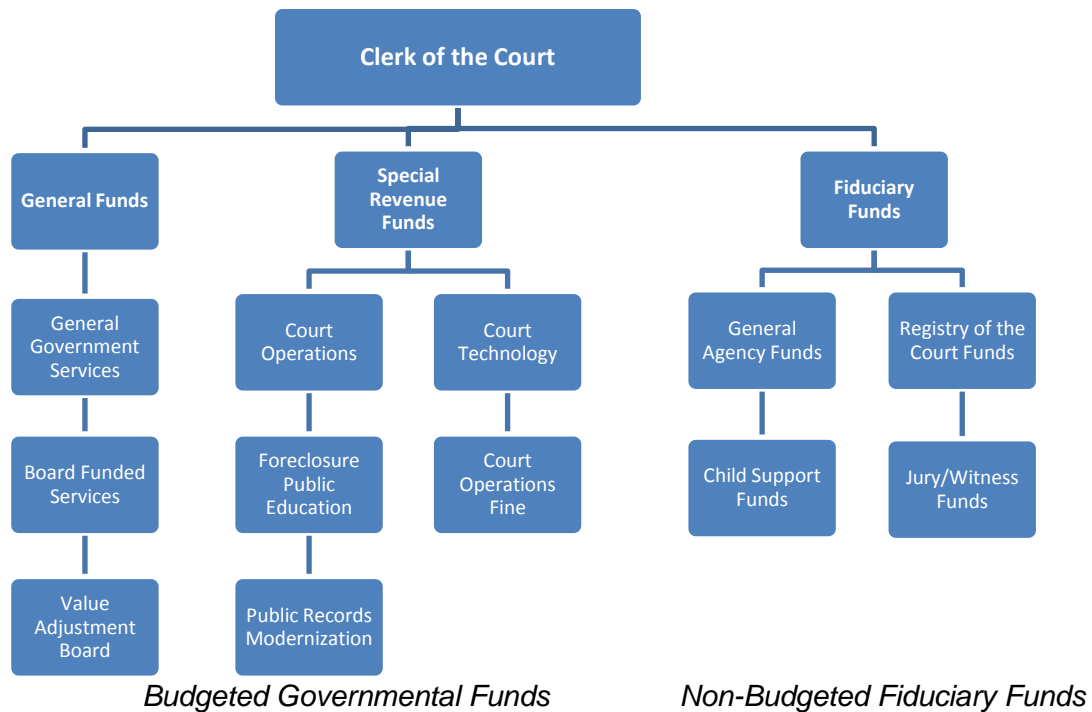 Clerk of the Court
General Funds
Special
Revenue
Funds
Fiduciary
Funds
General
Government
Services
Court
Operations
Court
Technology
General
Agency Funds
Registry of the
Court Funds
Board Funded
Services
Foreclosure
Public
Education
Court
Operations
Fine
Child Support
Funds
Jury/Witness
Funds
Value
Adjustment
Board
Public Records
Modernization
Budgeted Governmental Funds
Non-Budgeted Fiduciary Funds